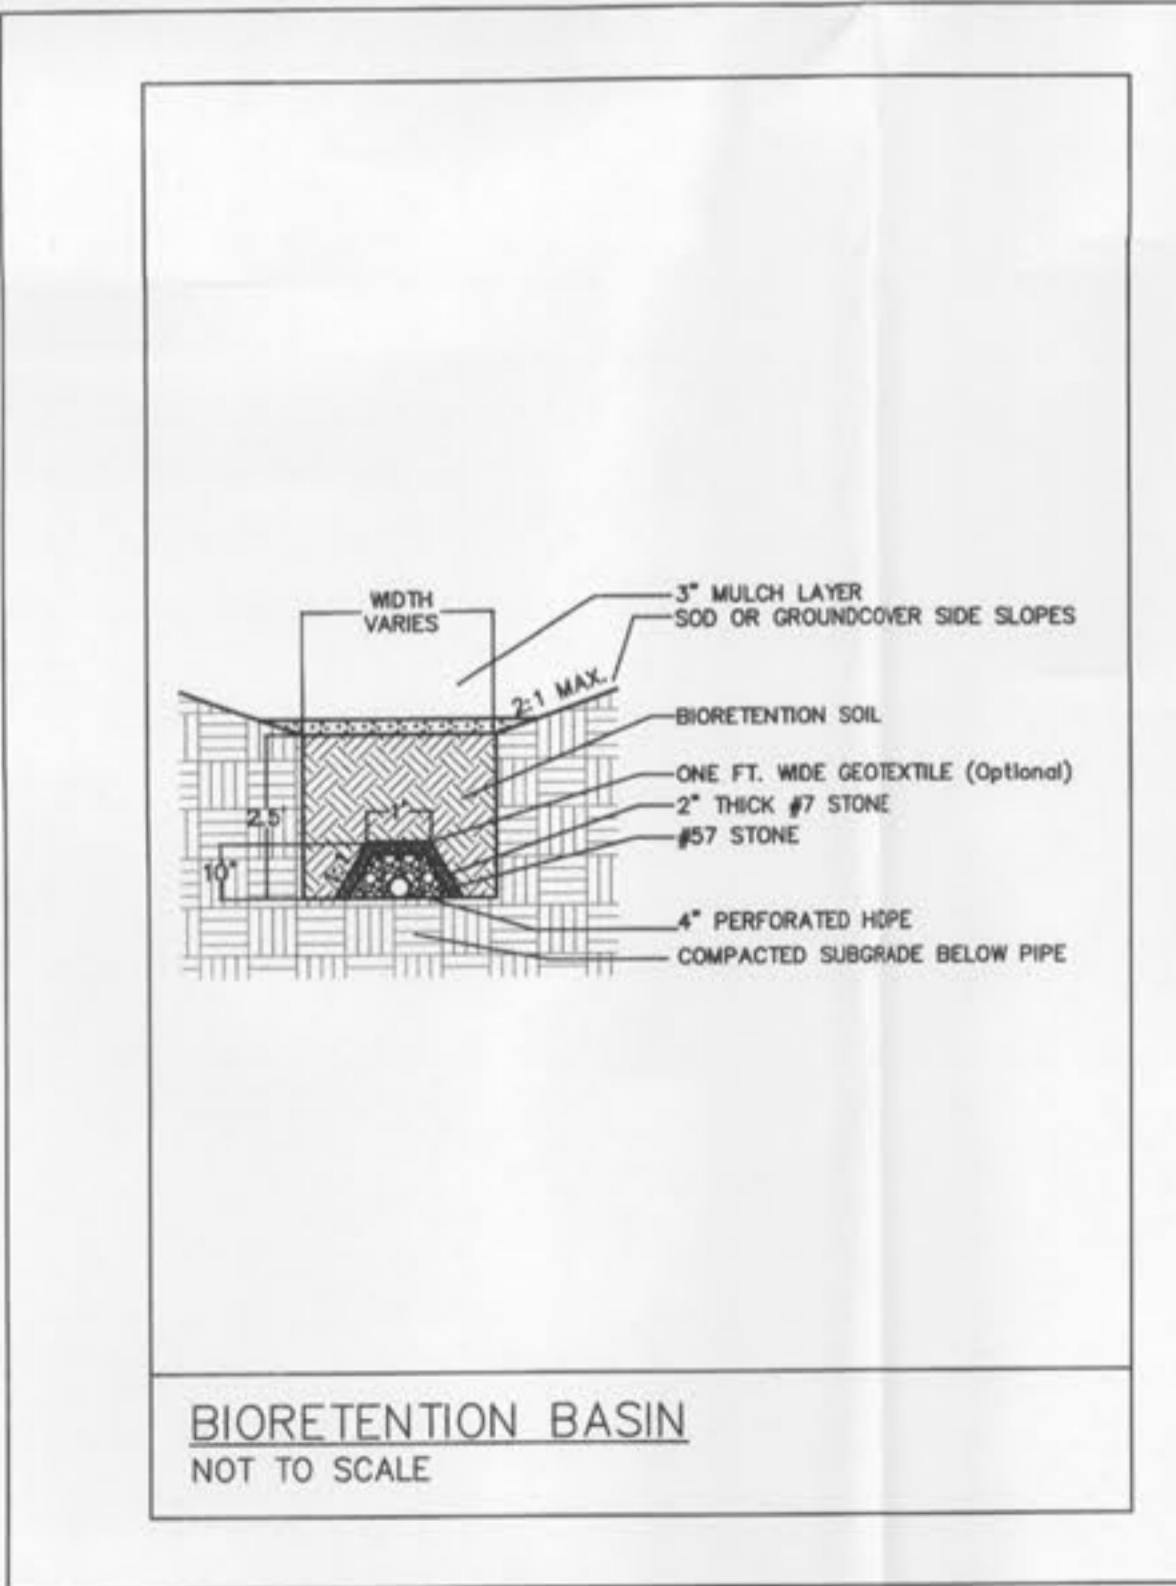 WIDTH
VARIES
3" MULCH LAYER
SOD OR GROUNDCOVER SIDE SLOPES
2:1 MAX.
BIORETENTION SOIL
ONE FT. WIDE GEOTEXTILE (Optional)
1'
2" THICK #7 STONE
2.5'
#57 STONE
10"
4" PERFORATED HDPE
COMPACTED SUBGRADE BELOW PIPE
BIORETENTION BASIN
NOT TO SCALE